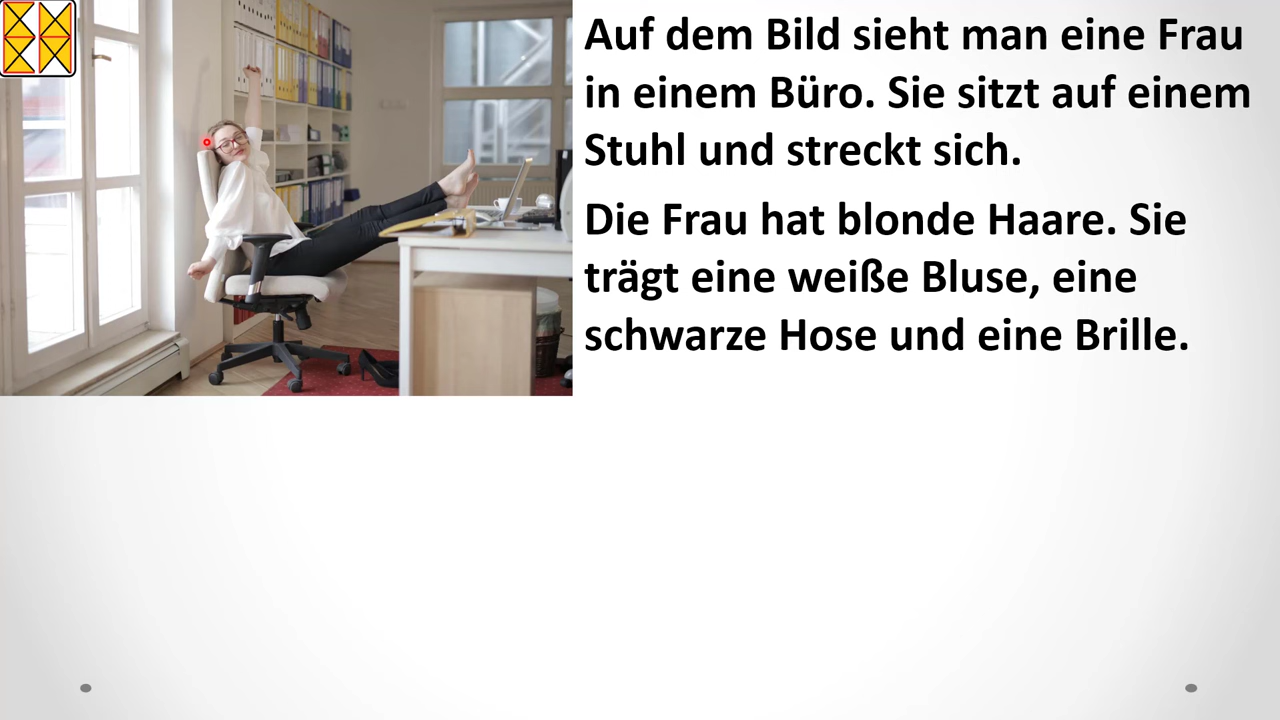 Auf dem Bild sieht man eine Frau
in einem Büro. Sie sitzt auf einem
Stuhl und streckt sich.
Die Frau hat blonde Haare. Sie
trägt eine weiße Bluse, eine
schwarze Hose und eine Brille.